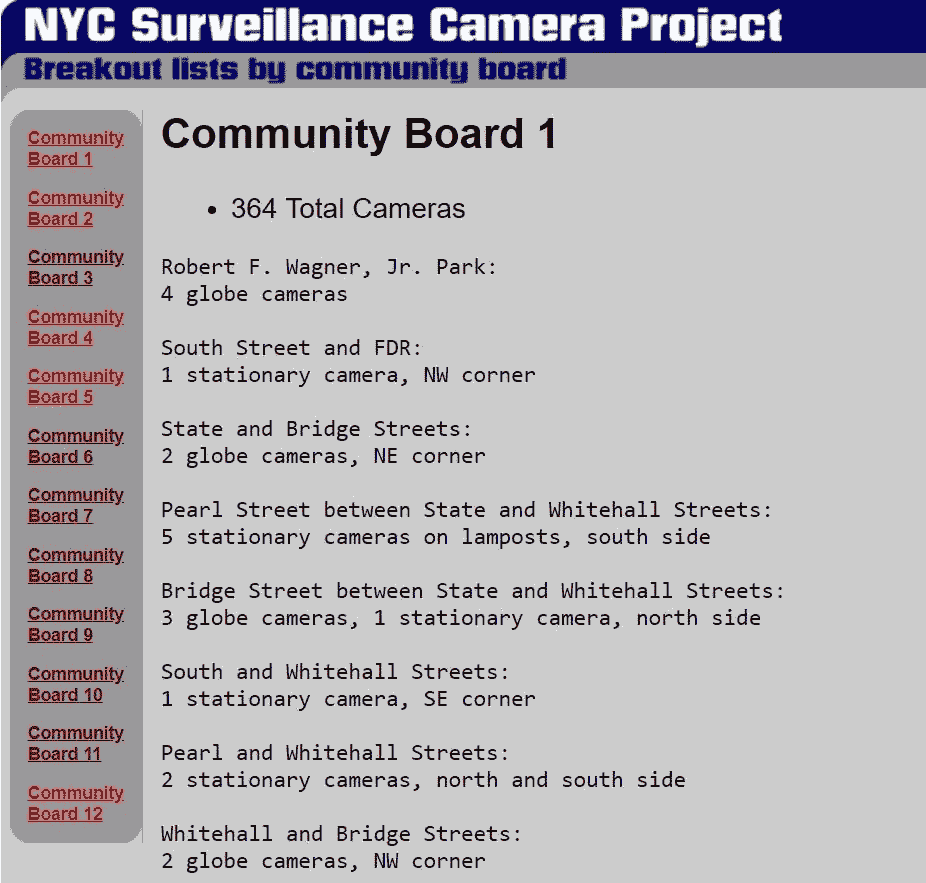 NYC Surveillance Camera Project
Breakout lists by community board
Community
Board 1
Community
Board 2
Community
Board 3
Community
Board 4
Community
Board 5
Community
Board 6
Community
Board 7
Community
Board 8
Community
Board 9
Community
Board 10
Community
Board 11
Community
Board 12
Community Board 1
• 364 Total Cameras
Robert F. Wagner, Jr. Park:
4 globe cameras
South Street and FDR:
1 stationary camera, NW corner
State and Bridge Streets:
2 globe cameras, NE corner
Pearl Street between State and Whitehall Streets:
5 stationary cameras on lamposts, south side
Bridge Street between State and Whitehall Streets:
3 globe cameras, 1 stationary camera, north side
South and Whitehall Streets:
1 stationary camera, SE corner
Pearl and Whitehall Streets:
2 stationary cameras, north and south side
Whitehall and Bridge Streets:
2 globe cameras, NW corner